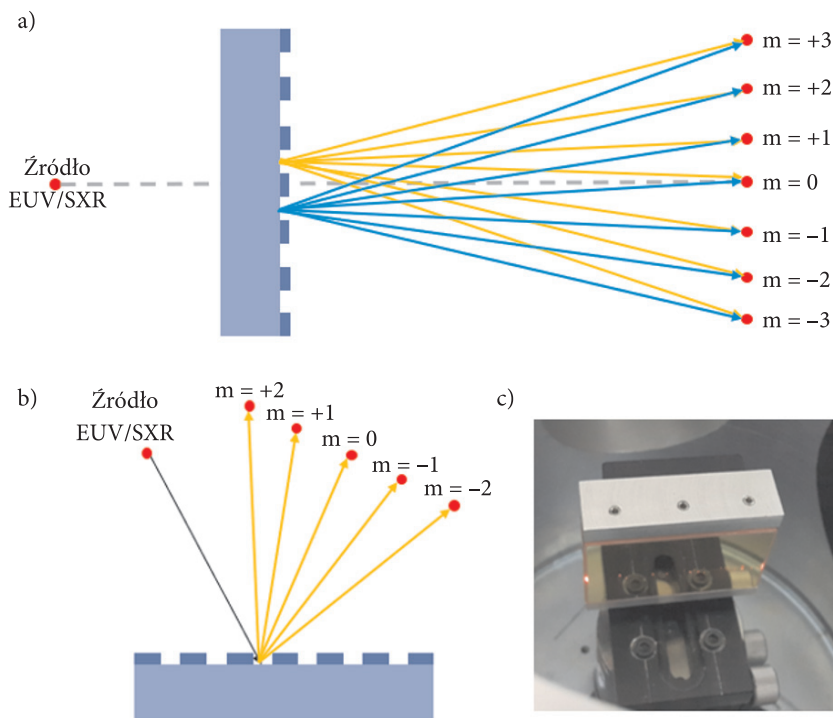 a)
m = +3
m = +2
m = +1
Źródło
EUV/SXR
m = 0
m = –1
m = –2
m = –3
b)
Źródło
EUV/SXR
m = +2
m = +1
m = 0
m = –1
m = –2
c)